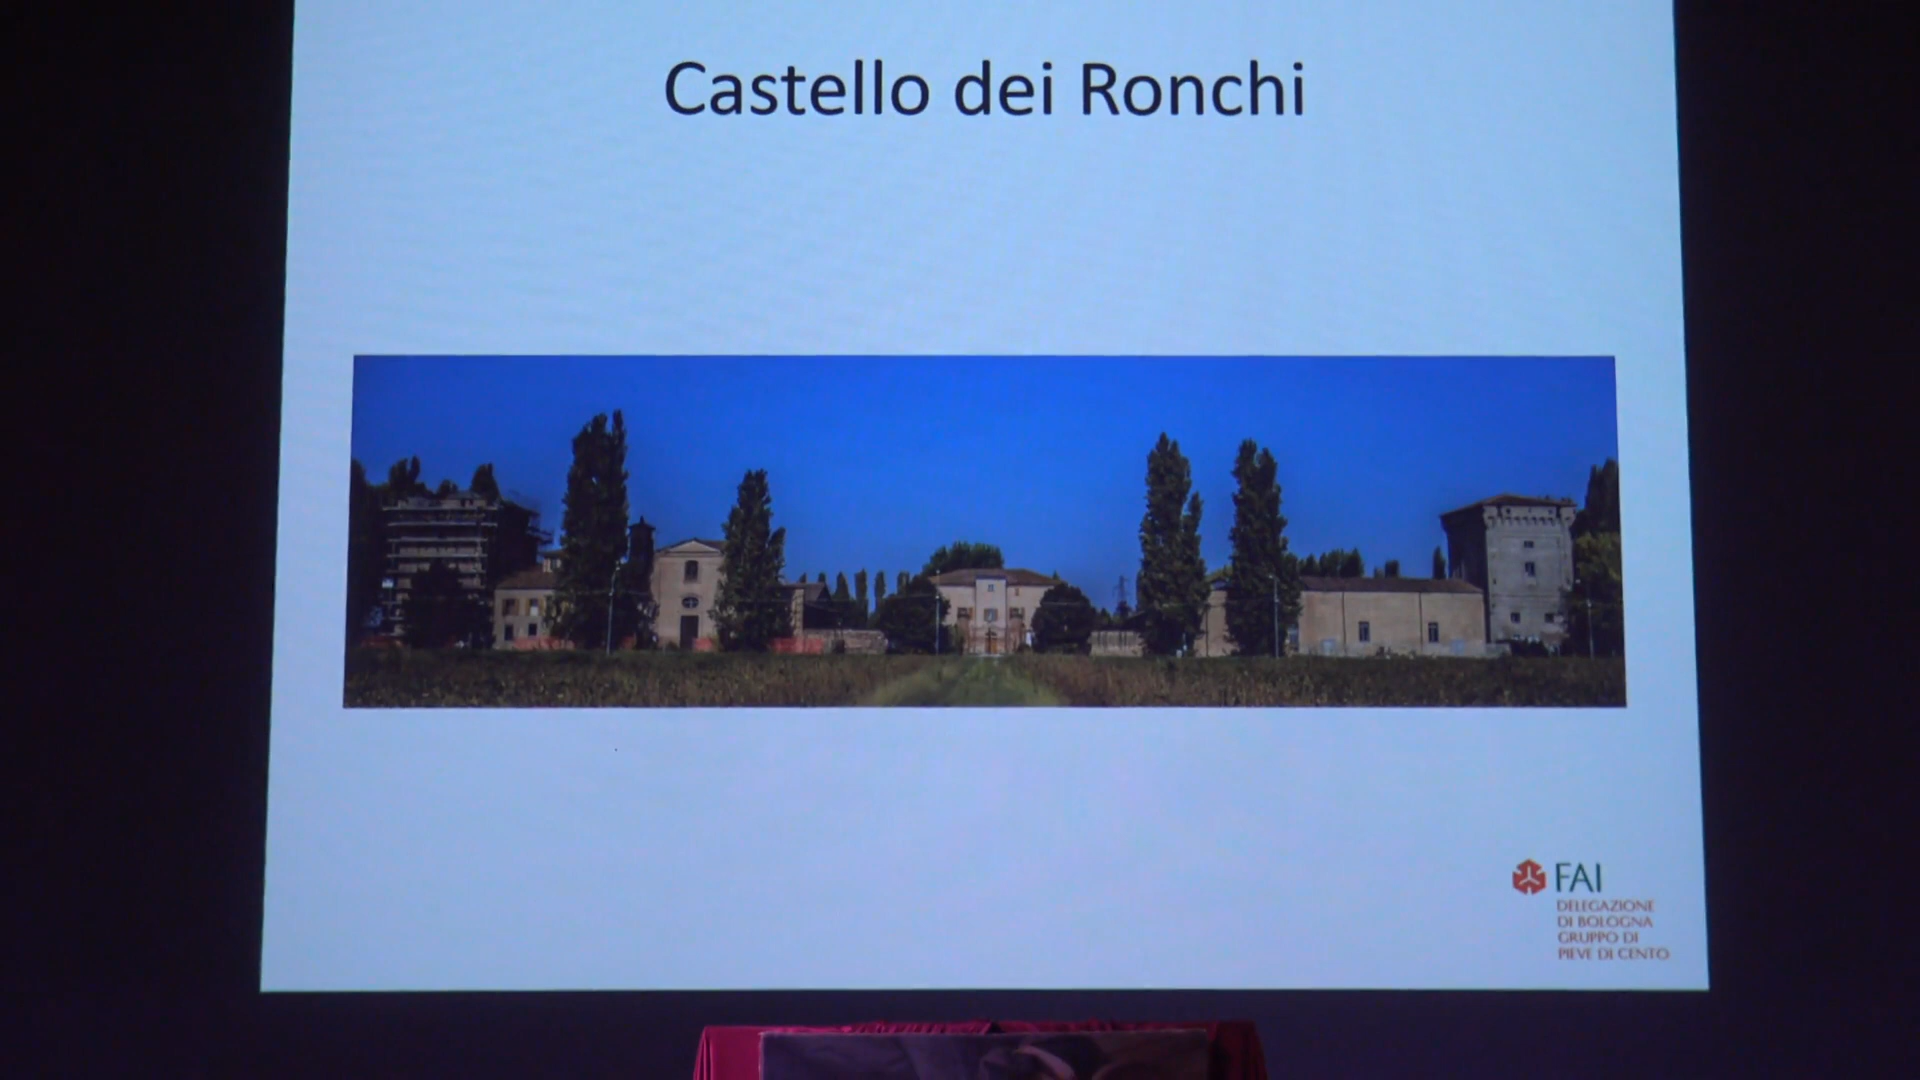 Castello dei Ronchi
FAI
DELEGAZIONE
DI BOLOGNA
GRUPPO DI
PIEVE DI CENTO